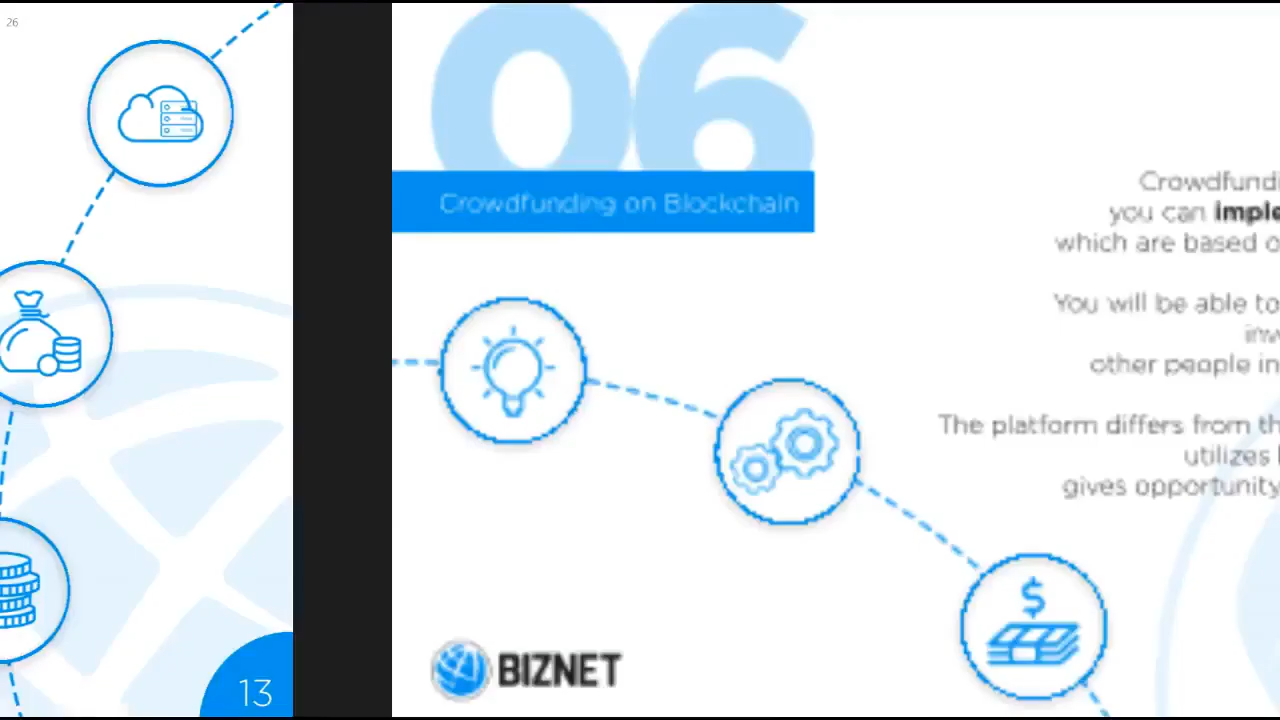 26
13
06
Crowdfunding on Blockchain
Crowdfundi
you can imple
which are based o
You will be able to
inv
other people in
The platform differs from th
utilizes
gives opportunity
$
BIZNET